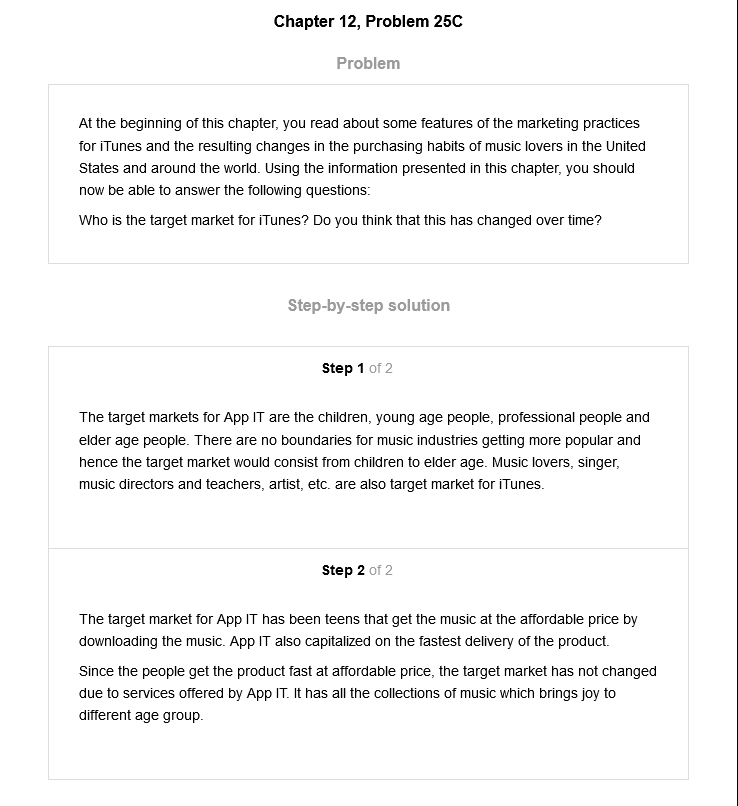 Chapter 12, Problem 25C
Problem
At the beginning of this chapter, you read about some features of the marketing practices
for iTunes and the resulting changes in the purchasing habits of music lovers in the United
States and around the world. Using the information presented in this chapter, you should
now be able to answer the following questions:
Who is the target market for iTunes? Do you think that this has changed over time?
Step-by-step solution
Step 1 of 2
The target markets for App IT are the children, young age people, professional people and
elder age people. There are no boundaries for music industries getting more popular and
hence the target market would consist from children to elder age. Music lovers, singer,
music directors and teachers, artist, etc. are also target market for iTunes.
Step 2 of 2
The target market for App IT has been teens that get the music at the affordable price by
downloading the music. App IT also capitalized on the fastest delivery of the product.
Since the people get the product fast at affordable price, the target market has not changed
due to services offered by App IT. It has all the collections of music which brings joy to
different age group.